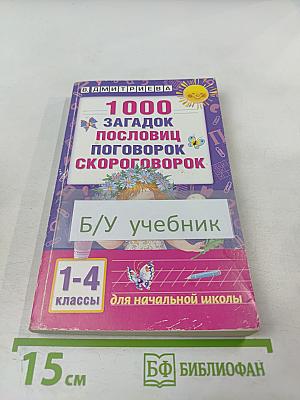 В. ДМИТРИЕВА
1000
ЗАГАДОК
ПОСЛОВИЦ
ПОГОВОРОК
СКОРОГОВОРОК
Б/У учебник
1-4
классы
для начальной школы
15 см
БФ БИБЛИОФАН